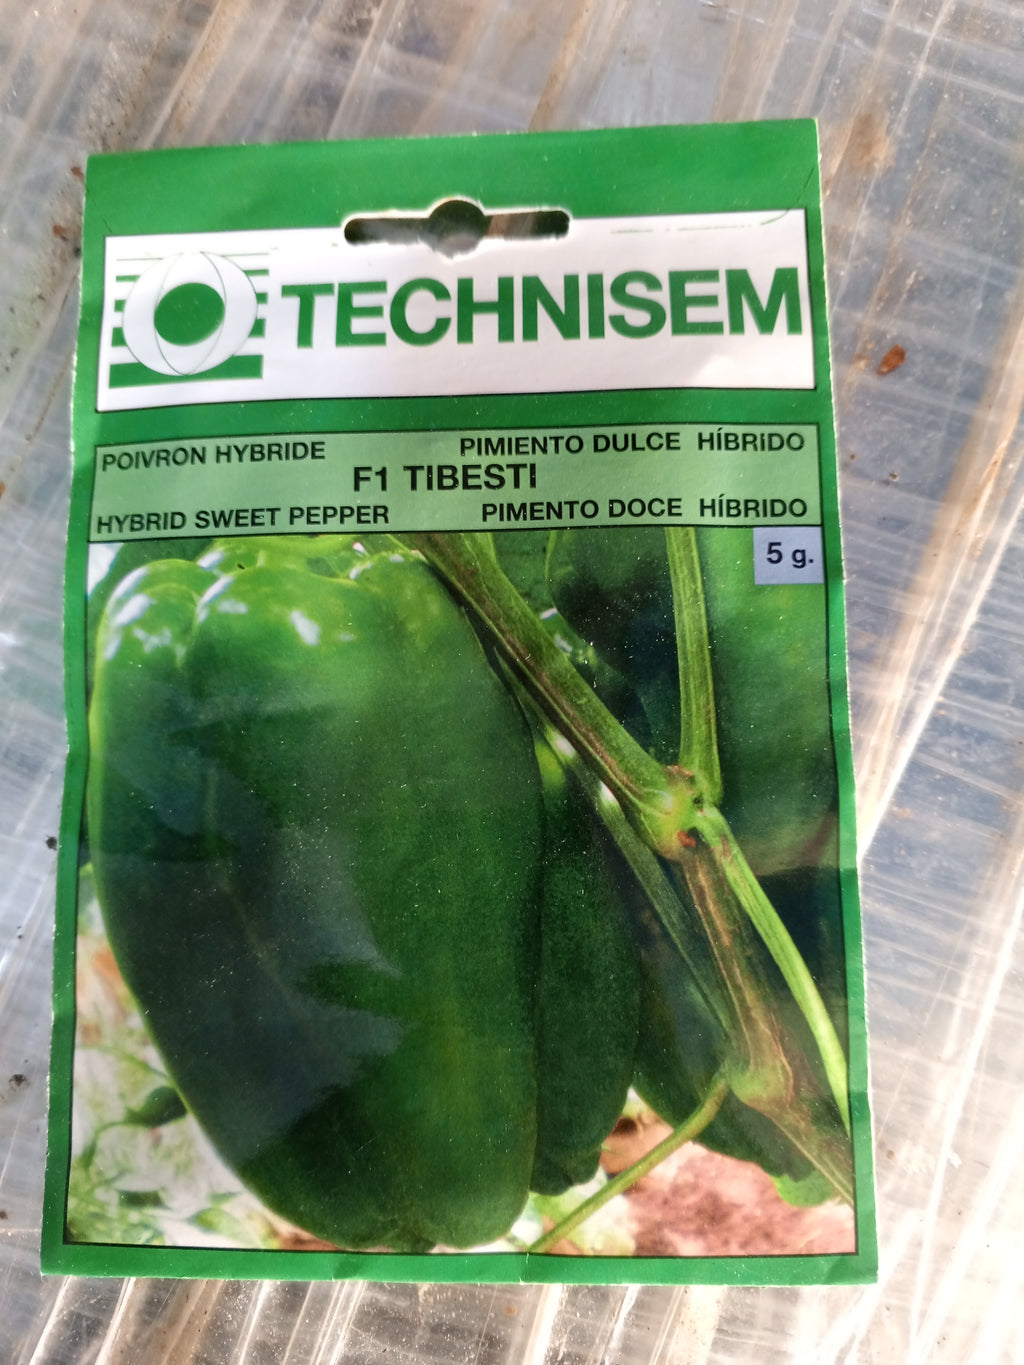 TECHNISEM
POIVRON HYBRIDE PIMIENTO DULCE HÍBRIDO
F1 TIBESTI
HYBRID SWEET PEPPER PIMENTO DOCE HÍBRIDO
5 g.